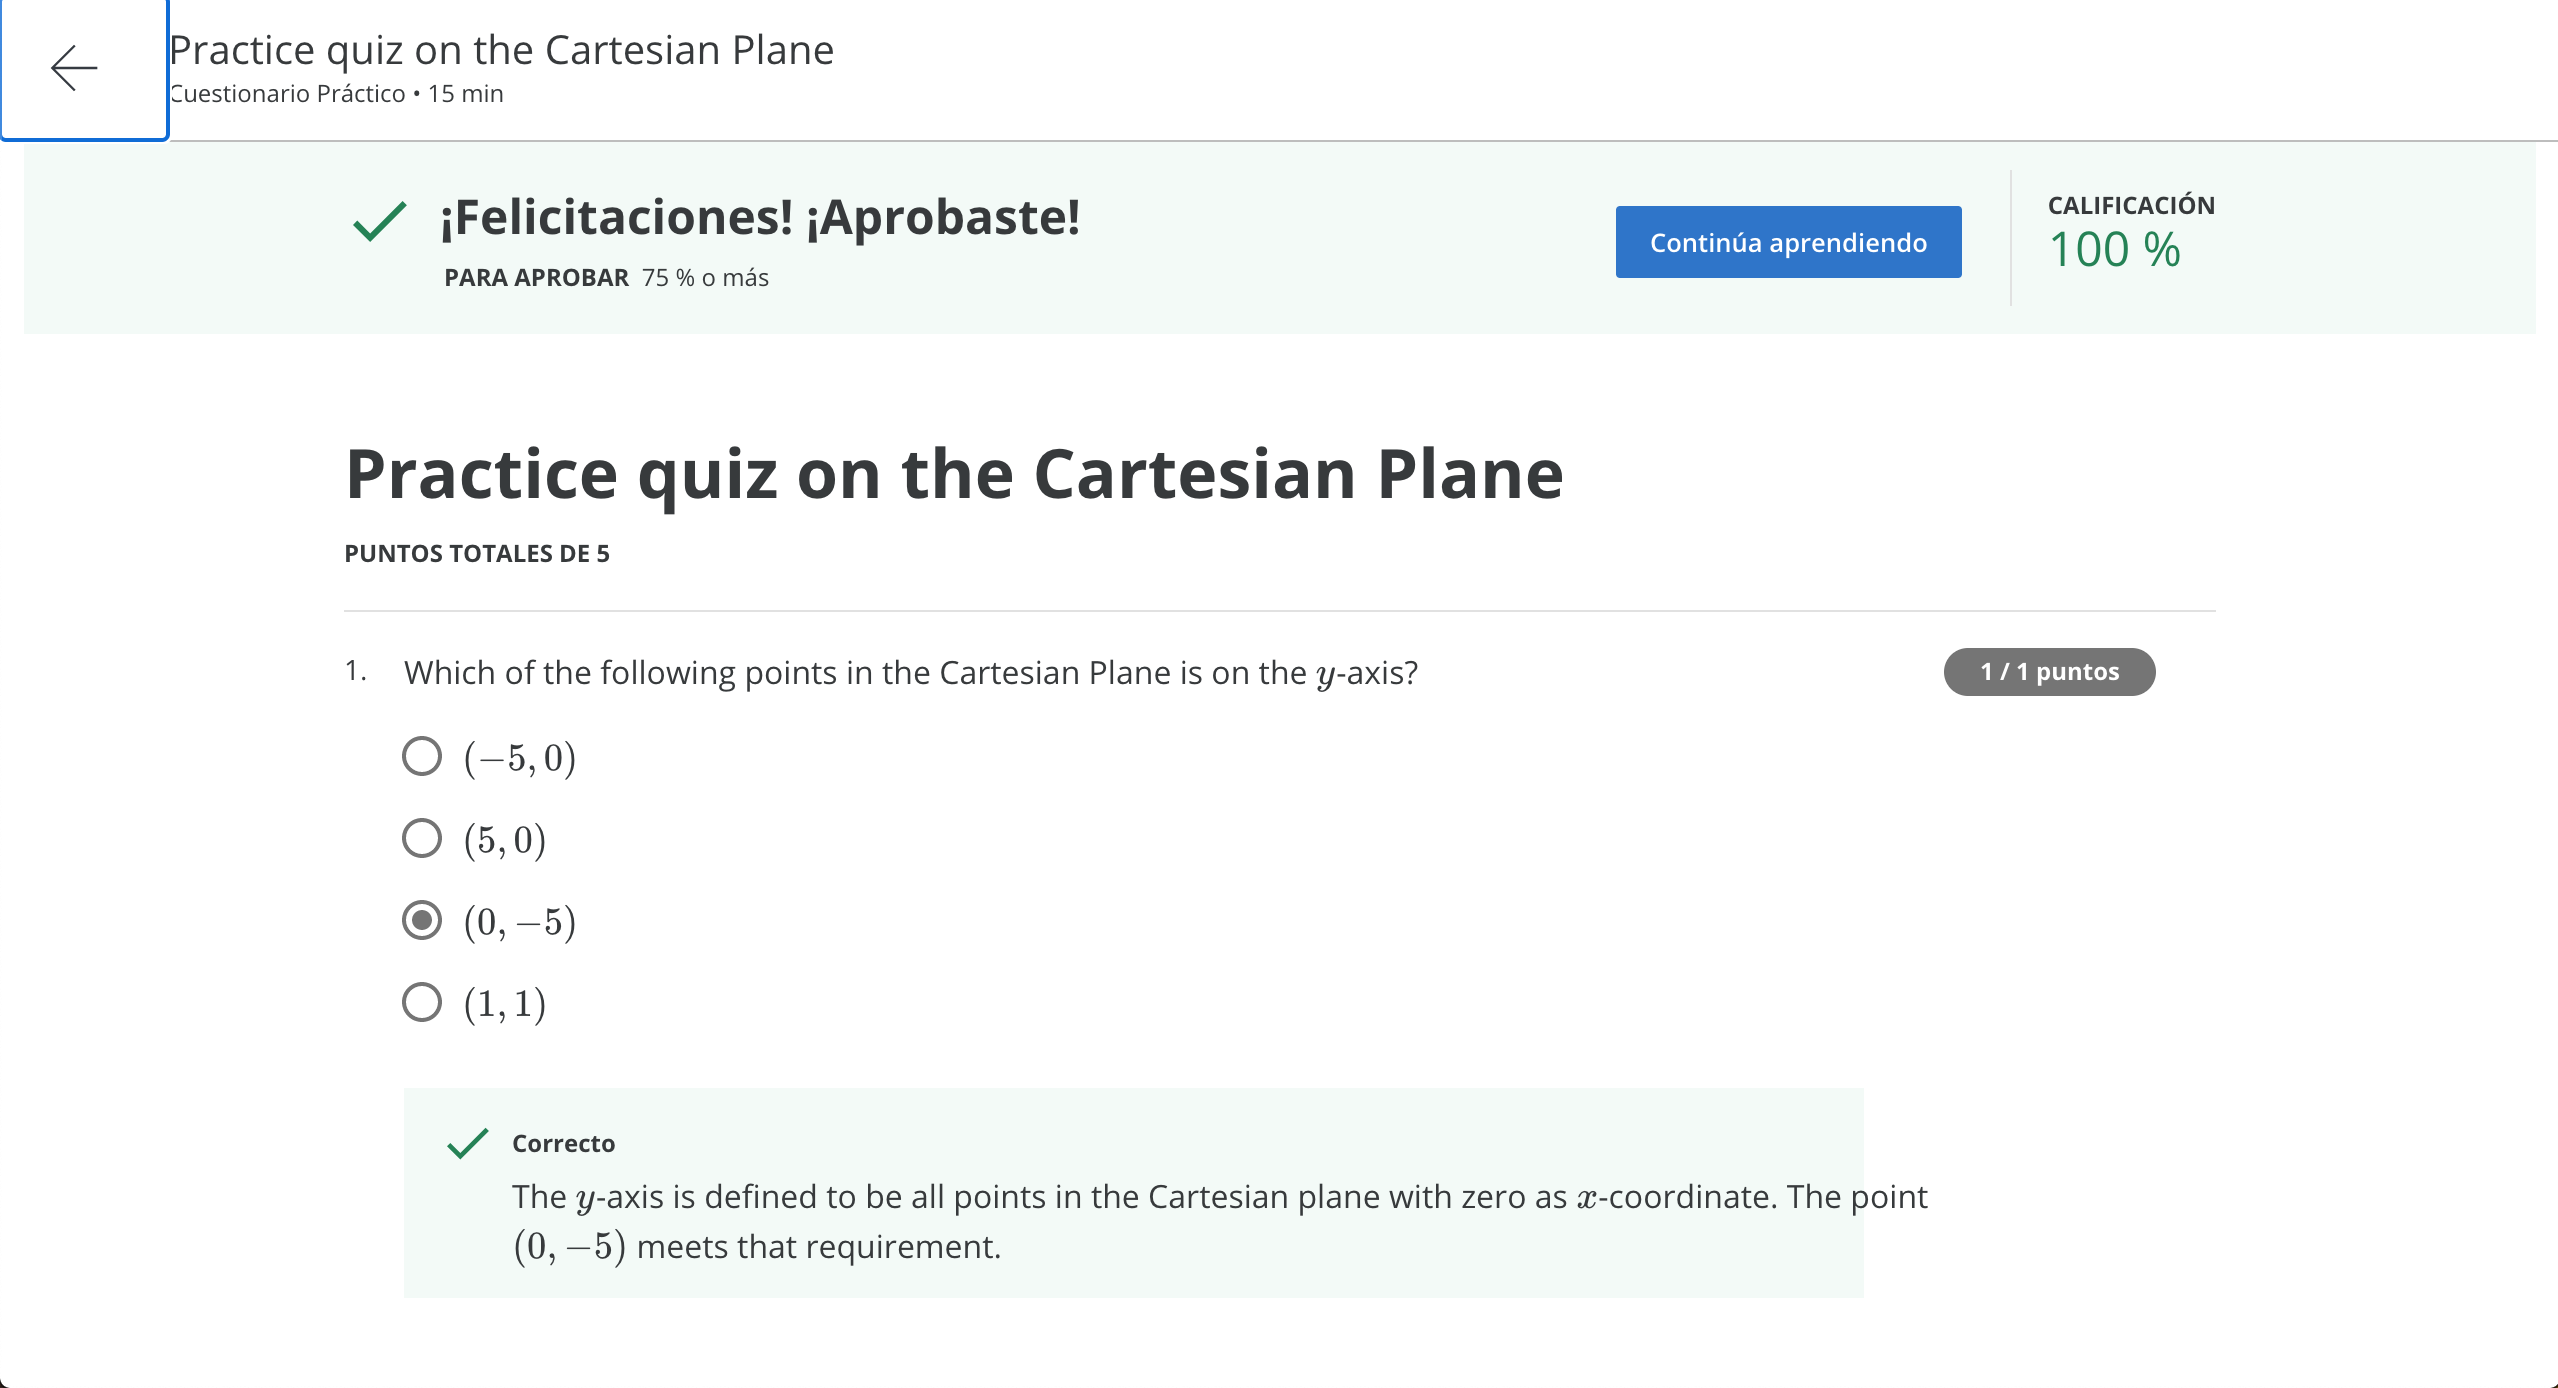 Practice quiz on the Cartesian Plane
Cuestionario Práctico • 15 min
¡Felicitaciones! ¡Aprobaste!
PARA APROBAR 75 % o más
Continúa aprendiendo
CALIFICACIÓN
100 %
Practice quiz on the Cartesian Plane
PUNTOS TOTALES DE 5
1. Which of the following points in the Cartesian Plane is on the y-axis?
1 / 1 puntos
(−5, 0)
(5, 0)
(0, −5)
(1, 1)
Correcto
The y-axis is defined to be all points in the Cartesian plane with zero as x-coordinate. The point
(0, −5) meets that requirement.